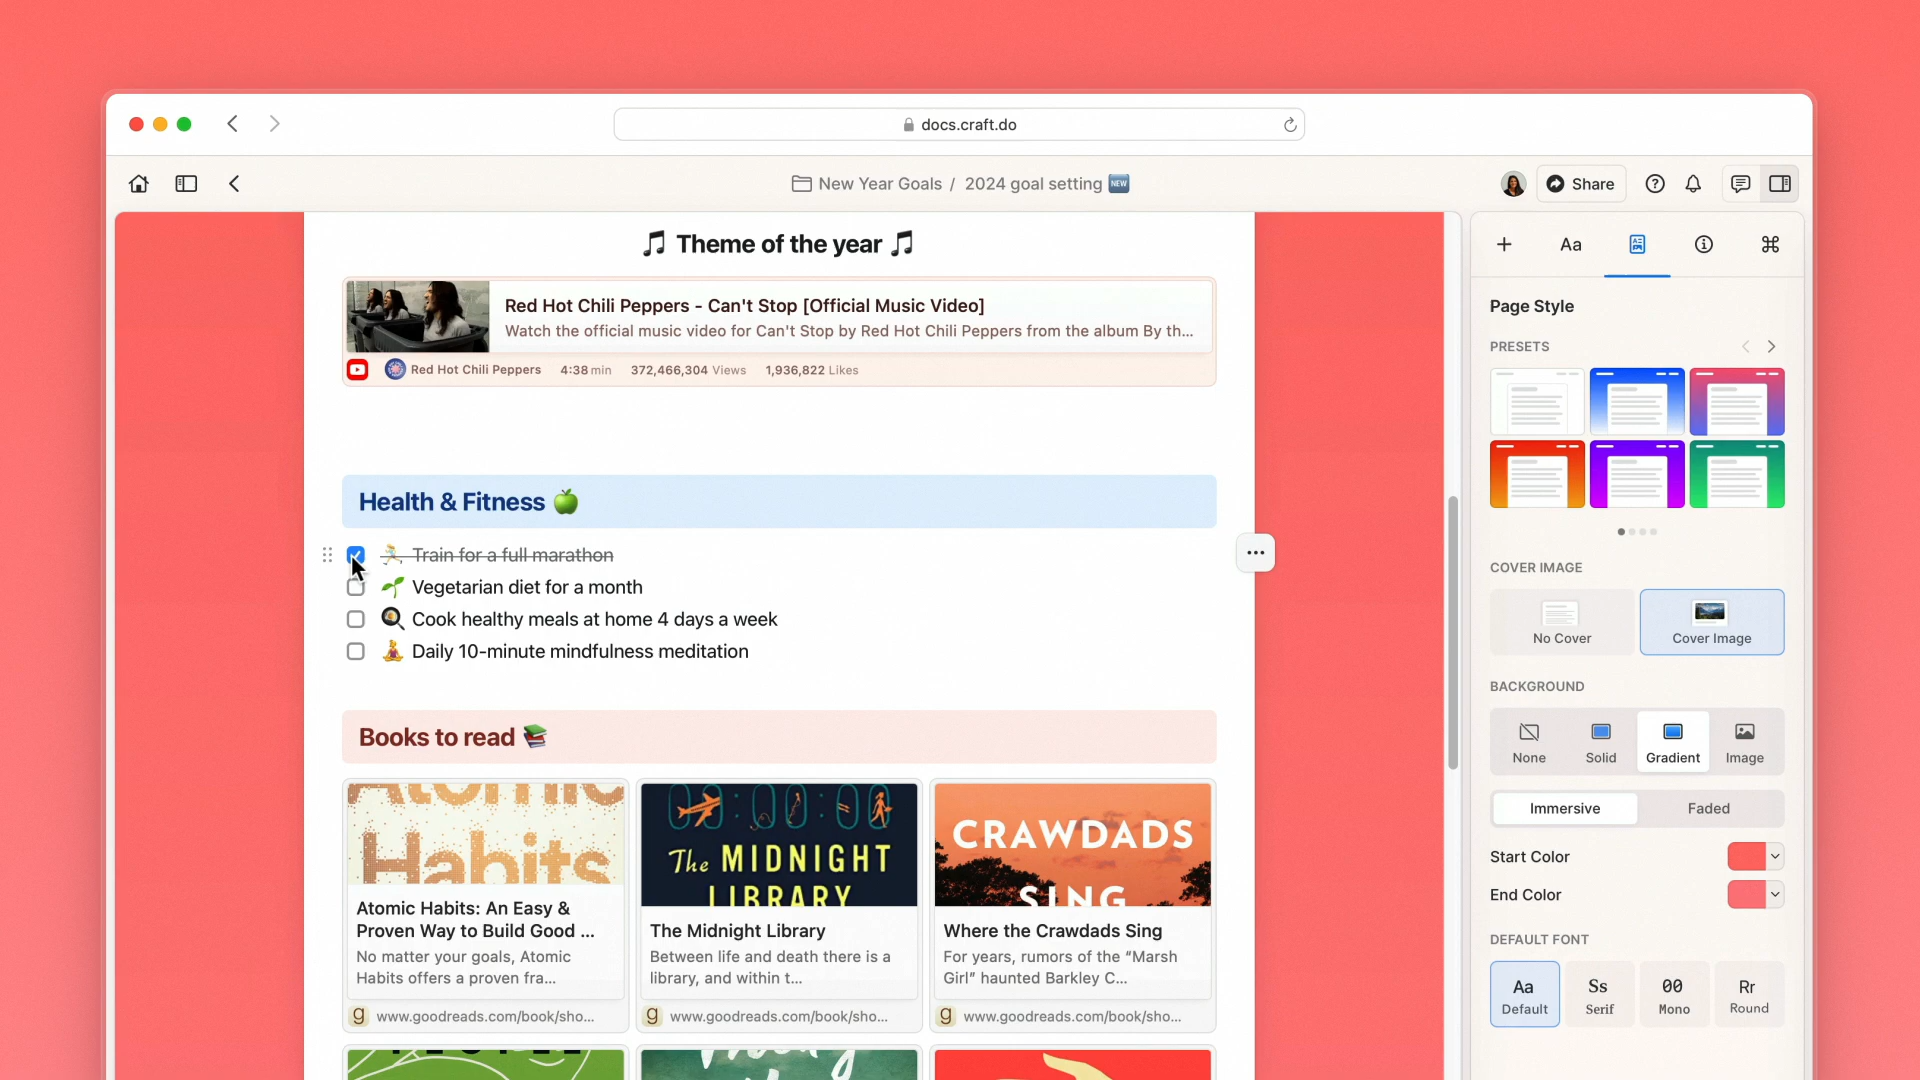 docs.craft.do
New Year Goals / 2024 goal setting NEW
Share
Theme of the year
Red Hot Chili Peppers - Can't Stop [Official Music Video]
Watch the official music video for Can't Stop by Red Hot Chili Peppers from the album By th...
Red Hot Chili Peppers 4:38 min 372,466,304 Views 1,936,822 Likes
Health & Fitness
Train for a full marathon
Vegetarian diet for a month
Cook healthy meals at home 4 days a week
Daily 10-minute mindfulness meditation
Books to read
Atomic
Habits
Atomic Habits: An Easy &
Proven Way to Build Good ...
No matter your goals, Atomic
Habits offers a proven fra...
g www.goodreads.com/book/sho...
00:00:00
The MIDNIGHT
LIBRARY
The Midnight Library
Between life and death there is a
library, and within t...
g www.goodreads.com/book/sho...
CRAWDADS
SING
Where the Crawdads Sing
For years, rumors of the “Marsh
Girl” haunted Barkley C...
g www.goodreads.com/book/sho...
Aa
Page Style
PRESETS
COVER IMAGE
No Cover
Cover Image
BACKGROUND
None
Solid
Gradient
Image
Immersive
Faded
Start Color
End Color
DEFAULT FONT
Aa
Default
Ss
Serif
00
Mono
Rr
Round